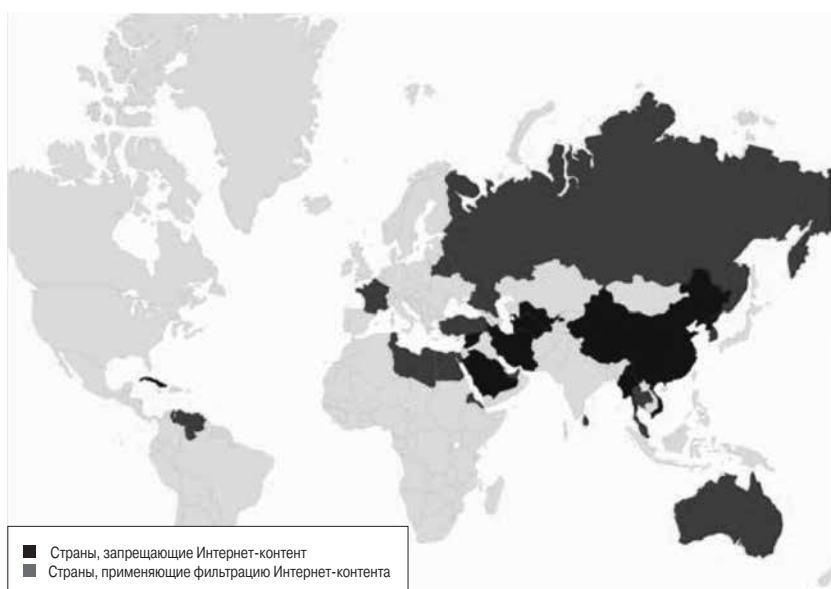 Страны, запрещающие Интернет-контент
Страны, применяющие фильтрацию Интернет-контента